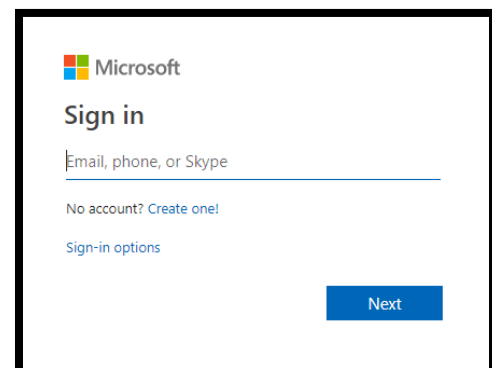 Microsoft
Sign in
Email, phone, or Skype
No account? Create one!
Sign-in options
Next